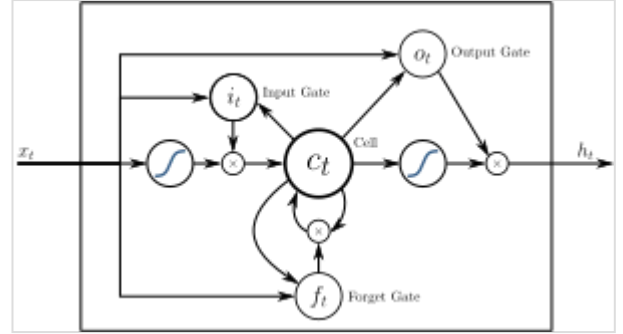 o_t Output Gate
i_t Input Gate
Cell
x_t
×
c_t
×
h_t
×
f_t Forget Gate